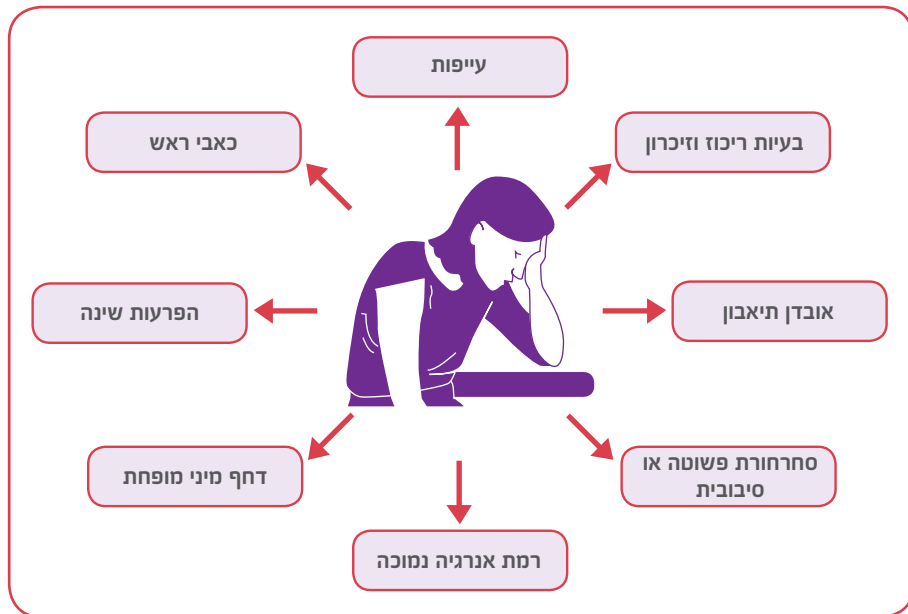 עייפות
בעיות ריכוז וזיכרון
כאבי ראש
אובדן תיאבון
הפרעות שינה
סחרחורת פשוטה או
סיבובית
דחף מיני מופחת
רמת אנרגיה נמוכה